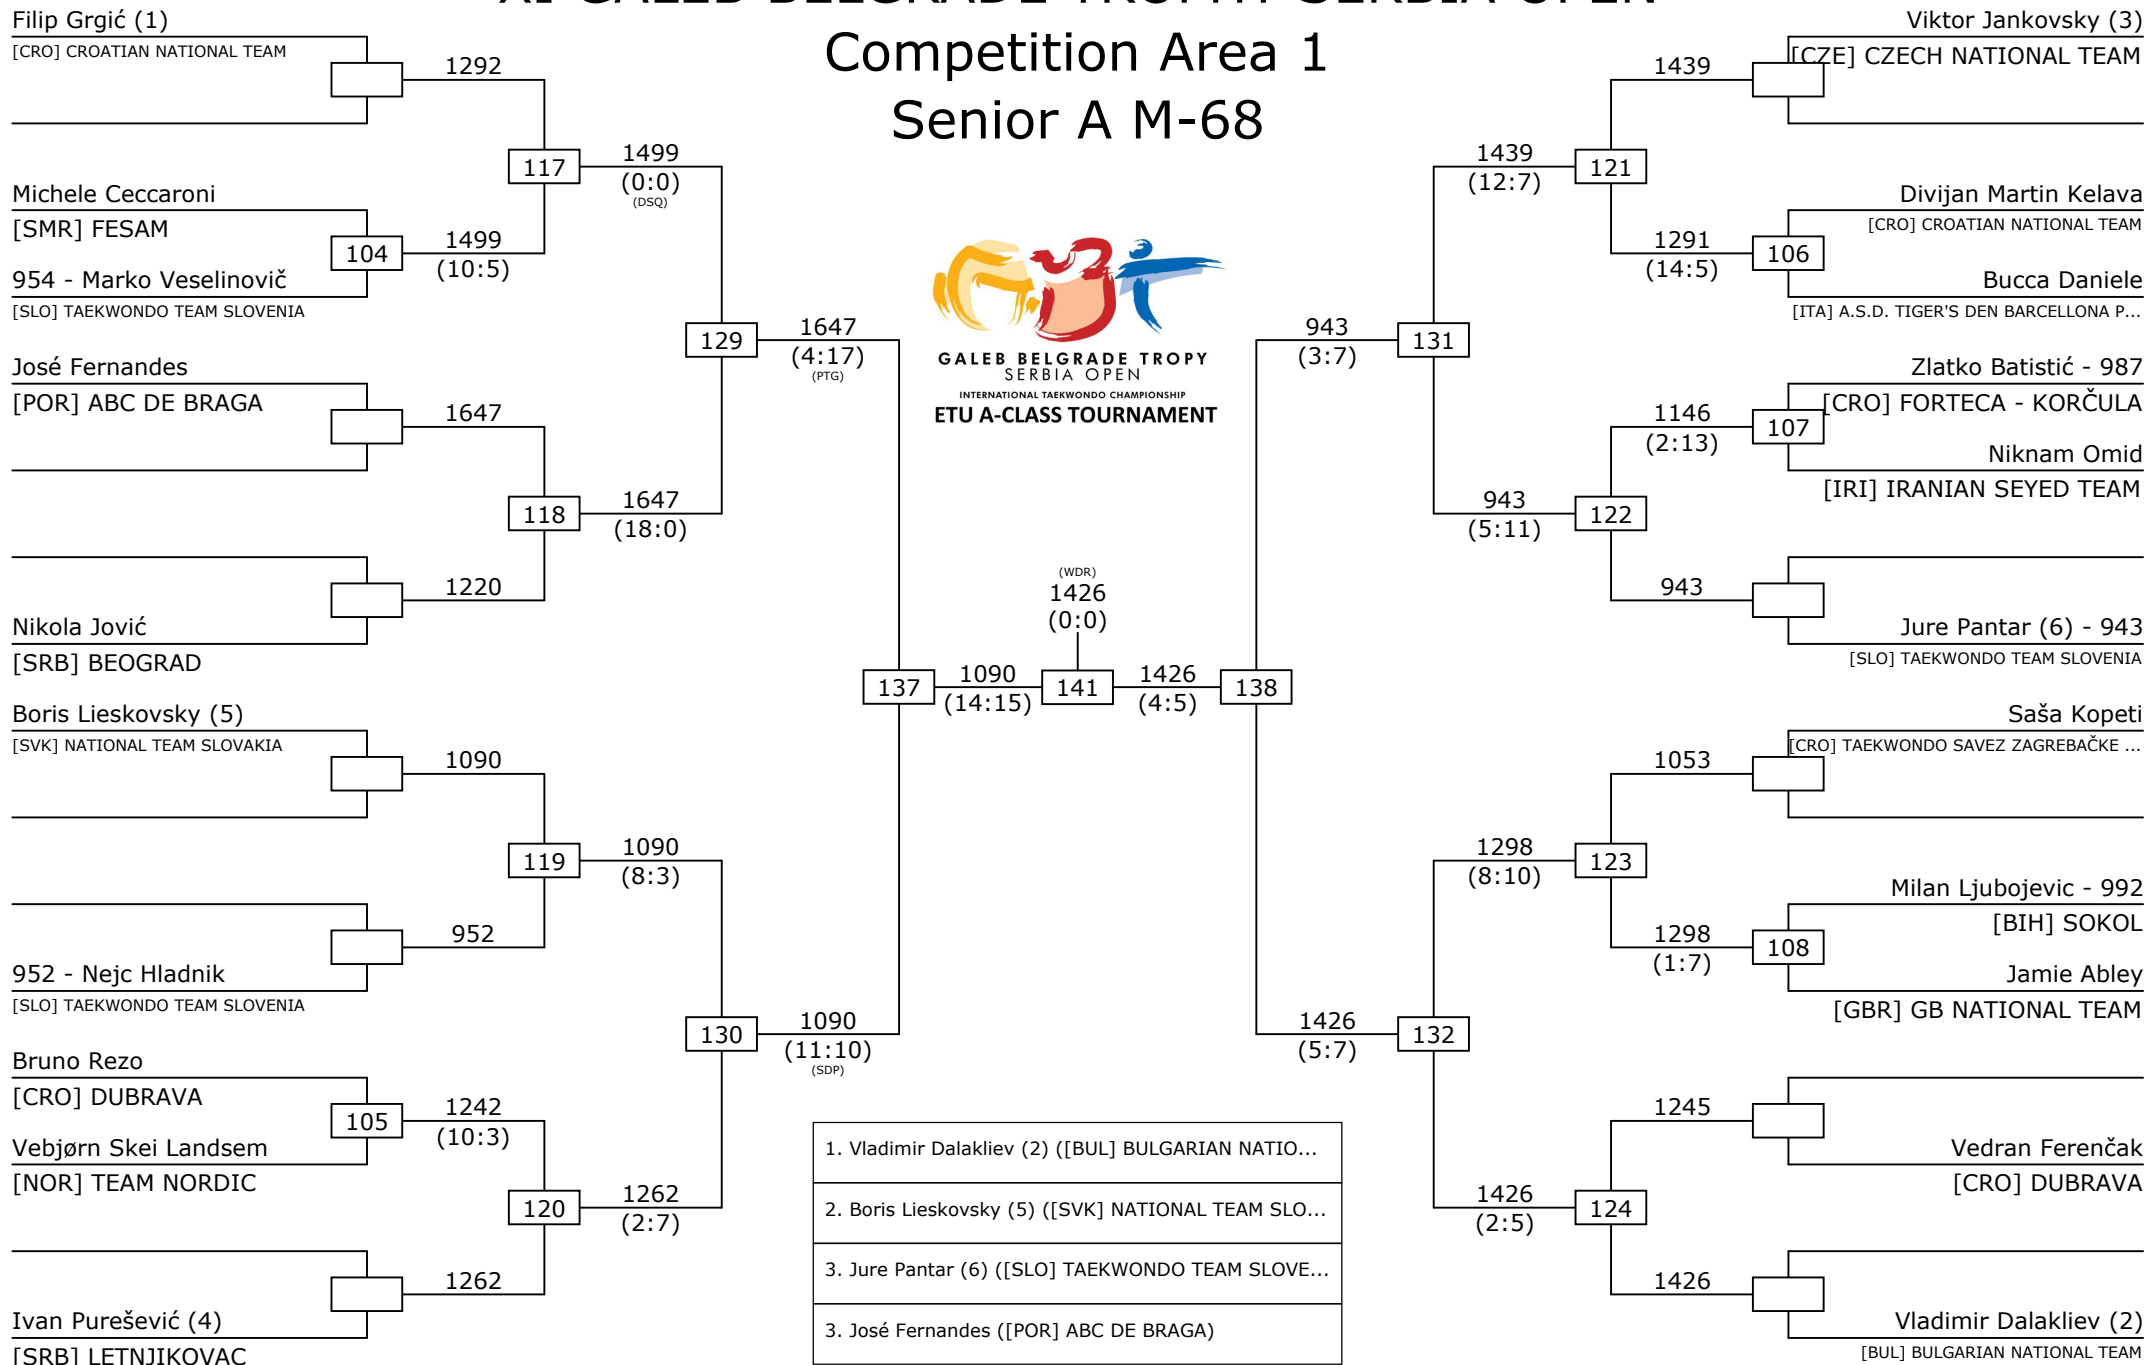 XI GALEB BELGRADE TROPHY SERBIA OPEN
Competition Area 1
Senior A M-68
Filip Grgić (1)
[CRO] CROATIAN NATIONAL TEAM
1292
117
1499
(0:0)
(DSQ)
Michele Ceccaroni
[SMR] FESAM
104
1499
(10:5)
954 - Marko Veselinovič
[SLO] TAEKWONDO TEAM SLOVENIA
129
1647
(4:17)
(PTG)
José Fernandes
[POR] ABC DE BRAGA
1647
118
1647
(18:0)
1220
Nikola Jović
[SRB] BEOGRAD
137
1090
(14:15)
Boris Lieskovsky (5)
[SVK] NATIONAL TEAM SLOVAKIA
1090
119
1090
(8:3)
952
952 - Nejc Hladnik
[SLO] TAEKWONDO TEAM SLOVENIA
130
1090
(11:10)
(SDP)
Bruno Rezo
[CRO] DUBRAVA
105
1242
(10:3)
Vebjørn Skei Landsem
[NOR] TEAM NORDIC
120
1262
(2:7)
1262
Ivan Purešević (4)
[SRB] LETNJIKOVAC
GALEB BELGRADE TROPY
SERBIA OPEN
INTERNATIONAL TAEKWONDO CHAMPIONSHIP
ETU A-CLASS TOURNAMENT
(WDR)
1426
(0:0)
141
1426
(4:5)
138
Viktor Jankovsky (3)
[CZE] CZECH NATIONAL TEAM
1439
1439
(12:7)
121
Divijan Martin Kelava
[CRO] CROATIAN NATIONAL TEAM
1291
(14:5)
106
Bucca Daniele
[ITA] A.S.D. TIGER'S DEN BARCELLONA P...
943
(3:7)
131
Zlatko Batistić - 987
[CRO] FORTECA - KORČULA
1146
(2:13)
107
Niknam Omid
[IRI] IRANIAN SEYED TEAM
943
(5:11)
122
943
Jure Pantar (6) - 943
[SLO] TAEKWONDO TEAM SLOVENIA
Saša Kopeti
[CRO] TAEKWONDO SAVEZ ZAGREBAČKE ...
1053
1298
(8:10)
123
Milan Ljubojevic - 992
[BIH] SOKOL
1298
(1:7)
108
Jamie Abley
[GBR] GB NATIONAL TEAM
1426
(5:7)
132
1245
Vedran Ferenčak
[CRO] DUBRAVA
1426
(2:5)
124
1426
Vladimir Dalakliev (2)
[BUL] BULGARIAN NATIONAL TEAM
1. Vladimir Dalakliev (2) ([BUL] BULGARIAN NATIO...
2. Boris Lieskovsky (5) ([SVK] NATIONAL TEAM SLO...
3. Jure Pantar (6) ([SLO] TAEKWONDO TEAM SLOVE...
3. José Fernandes ([POR] ABC DE BRAGA)